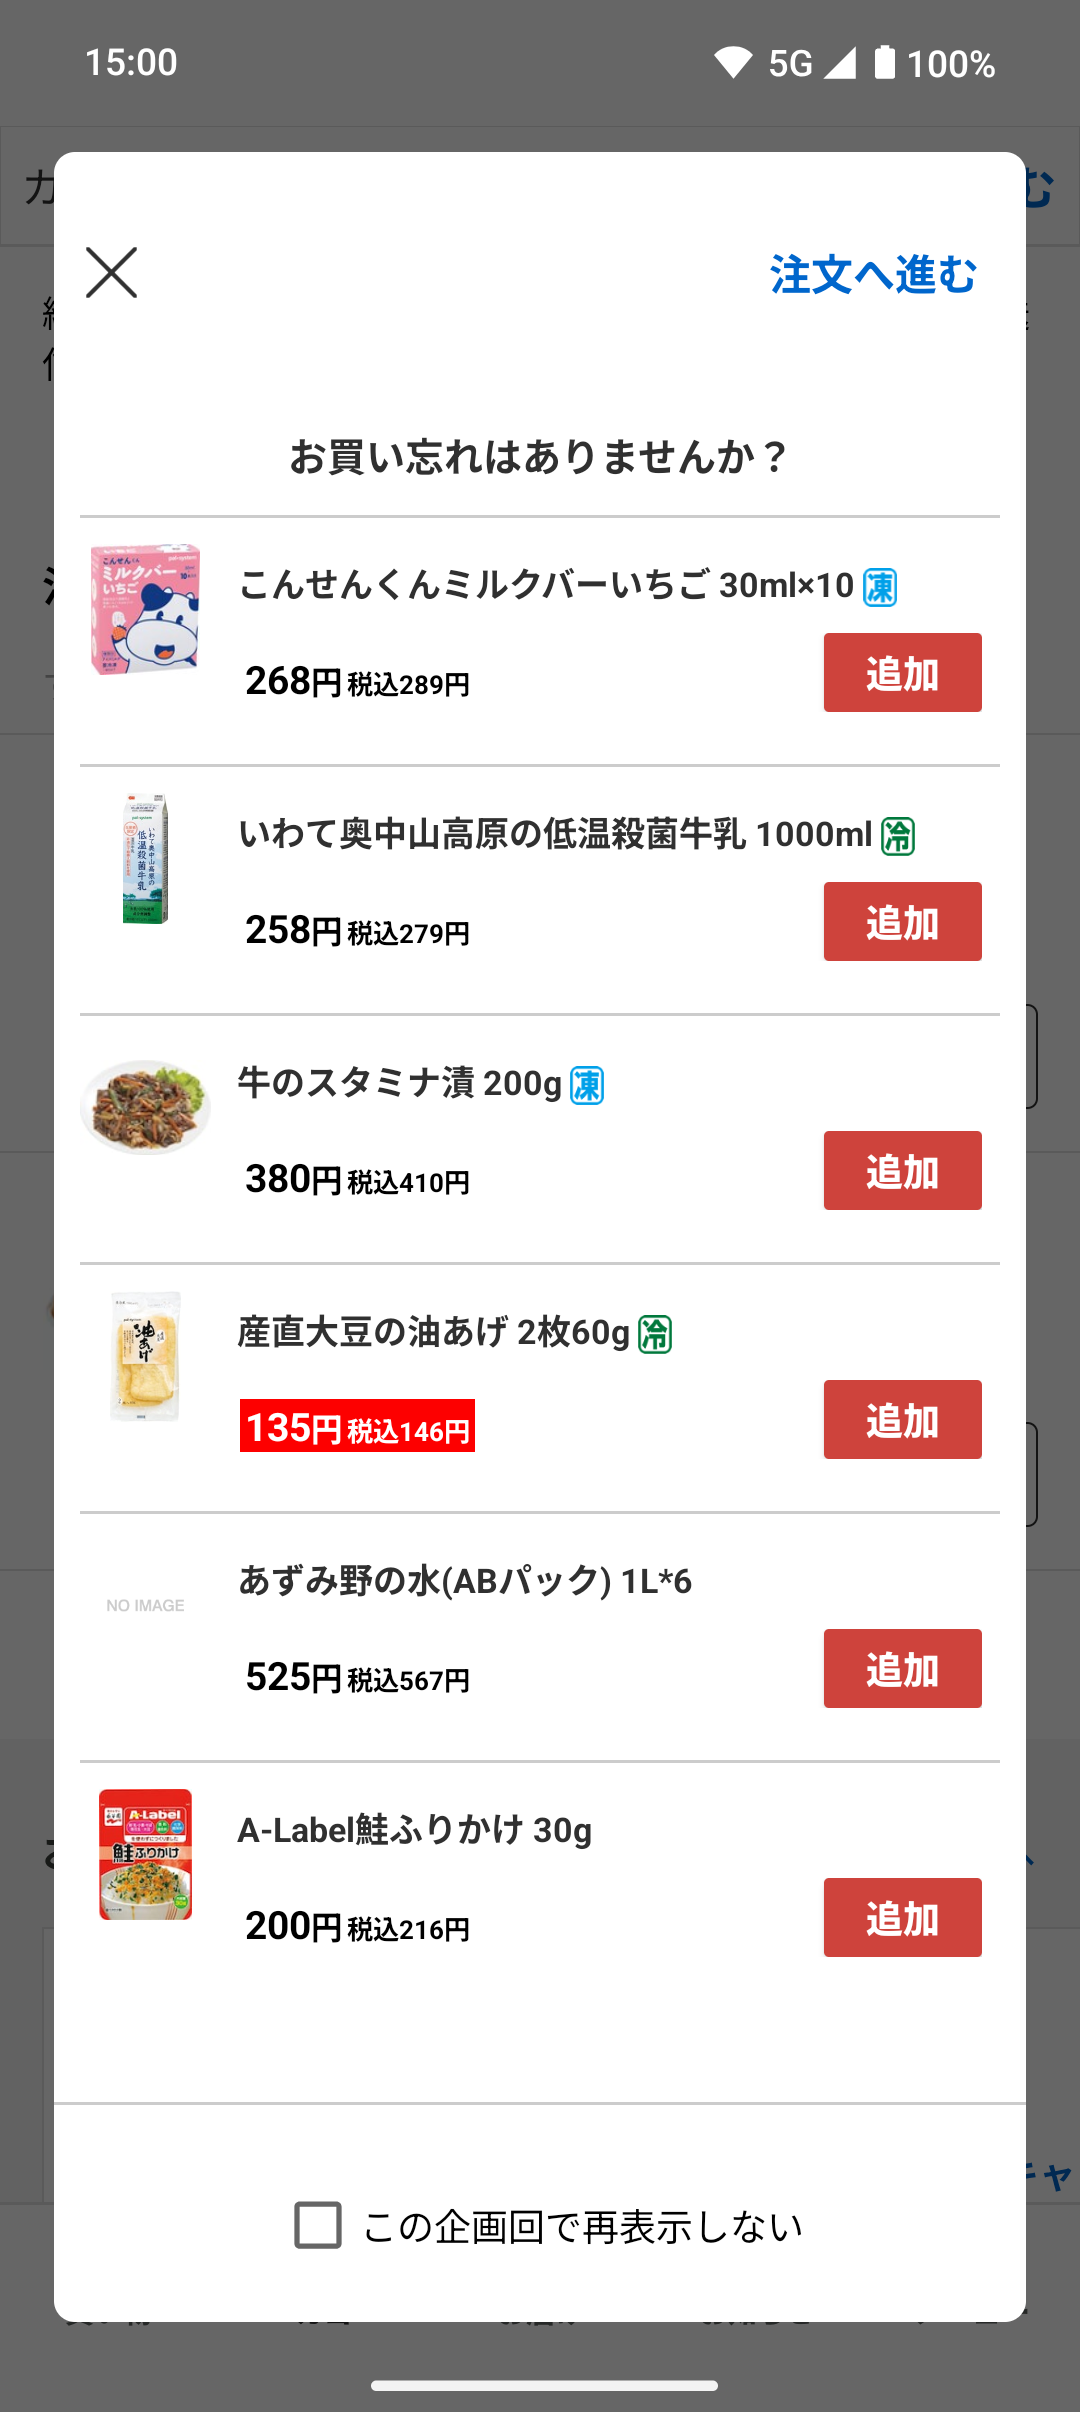 15:00
5G 100%
注文へ進む
お買い忘れはありませんか？
こんせんくんミルクバーいちご 30ml×10 凍
268円 税込289円
追加
いわて奥中山高原の低温殺菌牛乳 1000ml 冷
258円 税込279円
追加
牛のスタミナ漬 200g 凍
380円 税込410円
追加
産直大豆の油あげ 2枚60g 冷
135円 税込146円
追加
あずみ野の水(ABパック) 1L*6
NO IMAGE
525円 税込567円
追加
A-Label鮭ふりかけ 30g
200円 税込216円
追加
この企画回で再表示しない